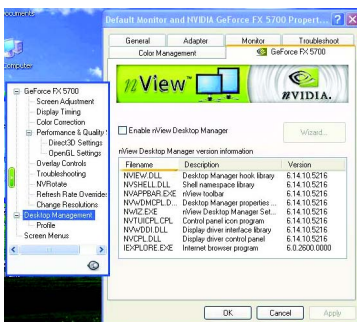 Documents
Default Monitor and NVIDIA GeForce FX 5700 Propert...
General
Adapter
Monitor
Troubleshoot
Color Management
GeForce FX 5700
Computer
nView™
NVIDIA.
GeForce FX 5700
Screen Adjustment
Display Timing
Color Correction
Performance & Quality
Direct3D Settings
OpenGL Settings
Overlay Controls
Troubleshooting
NVRotate
Refresh Rate Overrides
Change Resolutions
Desktop Management
Profile
Screen Menus
Enable nView Desktop Manager
Wizard...
nView Desktop Manager version information
Filename Description Version
NVIEW.DLL Desktop Manager hook library 6.14.10.5216
NVSHELL.DLL Shell namespace library 6.14.10.5216
NVAPPBAR.EXE nView toolbar 6.14.10.5216
NVWDMCPL.D... Desktop Manager properties ... 6.14.10.5216
NVWIZ.EXE nView Desktop Manager Set... 6.14.10.5216
NVTUICPL.CPL Control panel icon program 6.14.10.5216
NVWDDI.DLL Display driver interface library 6.14.10.5216
NVCPL.DLL Display driver control panel 6.14.10.5216
IEXPLORE.EXE Internet browser program 6.0.2600.0000
OK
Cancel
Apply